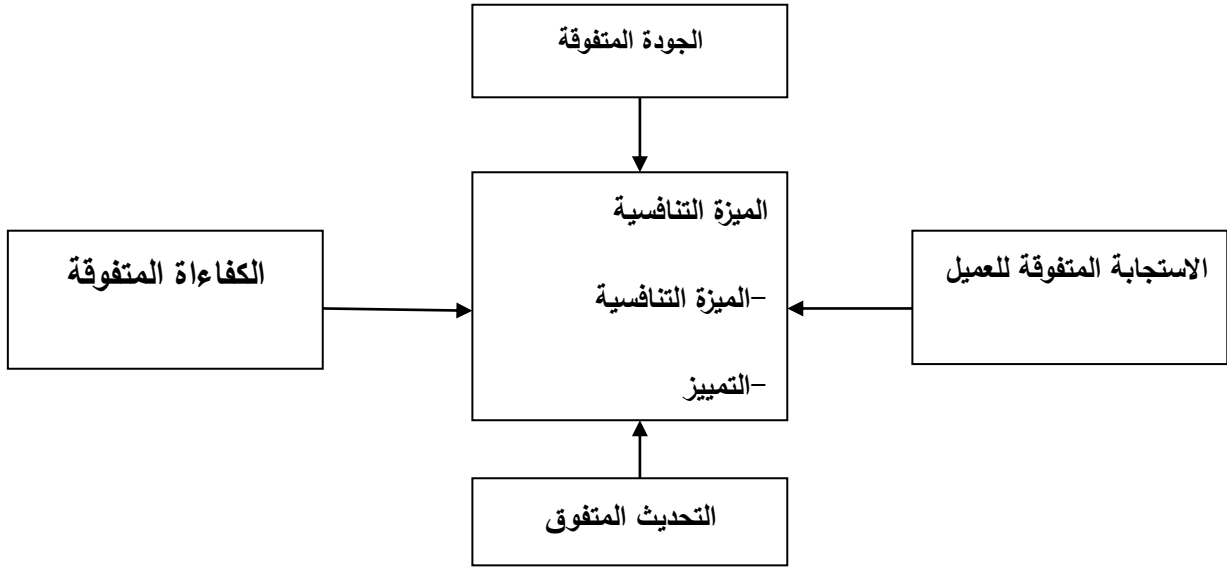 الجودة المتفوقة
الميزة التنافسية
-الميزة التنافسية
-التمييز
الاستجابة المتفوقة للعميل
الكفاءاة المتفوقة
التحديث المتفوق